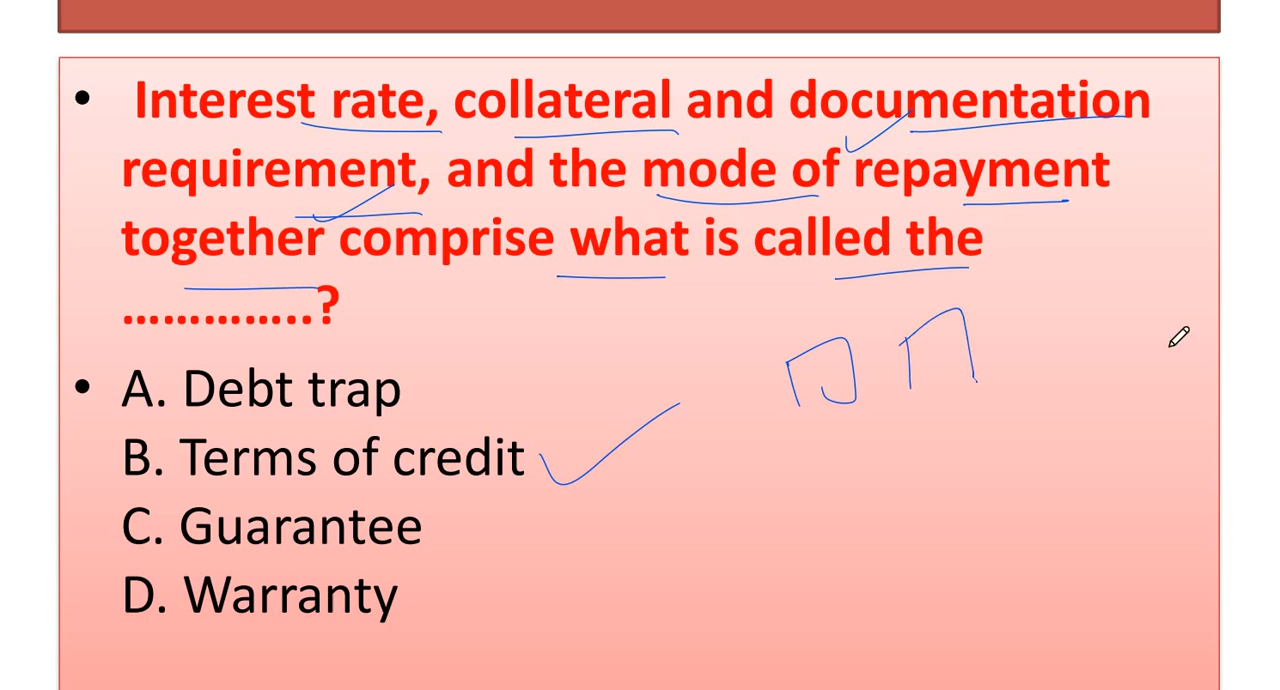 • Interest rate, collateral and documentation
requirement, and the mode of repayment
together comprise what is called the
…………..?
• A. Debt trap
B. Terms of credit
C. Guarantee
D. Warranty